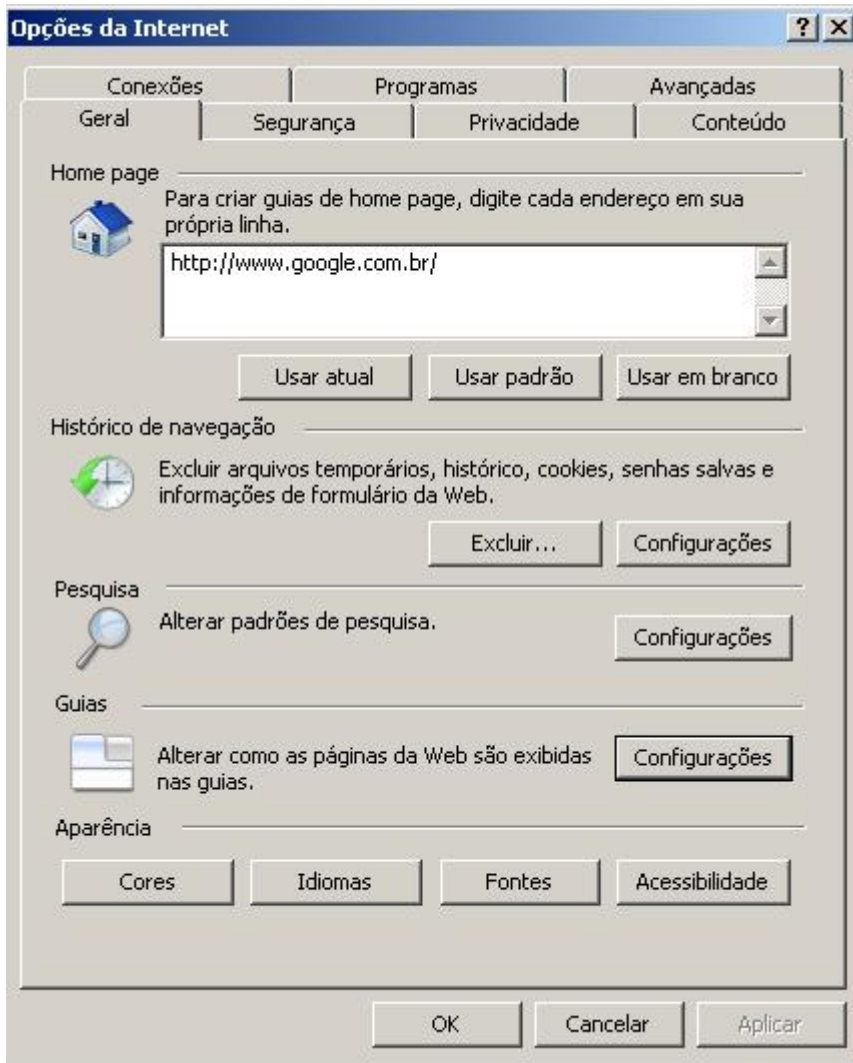 Opções da Internet
Conexões Programas Avançadas
Geral Segurança Privacidade Conteúdo
Home page
Para criar guias de home page, digite cada endereço em sua
própria linha.
http://www.google.com.br/
Usar atual Usar padrão Usar em branco
Histórico de navegação
Excluir arquivos temporários, histórico, cookies, senhas salvas e
informações de formulário da Web.
Excluir... Configurações
Pesquisa
Alterar padrões de pesquisa.
Configurações
Guias
Alterar como as páginas da Web são exibidas
nas guias.
Configurações
Aparência
Cores Idiomas Fontes Acessibilidade
OK Cancelar Aplicar